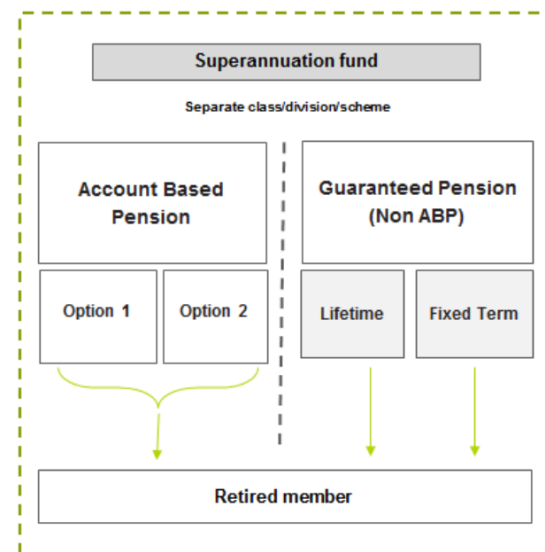 Superannuation fund
Separate class/division/scheme
Account Based
Pension
Guaranteed Pension
(Non ABP)
Option 1
Option 2
Lifetime
Fixed Term
Retired member